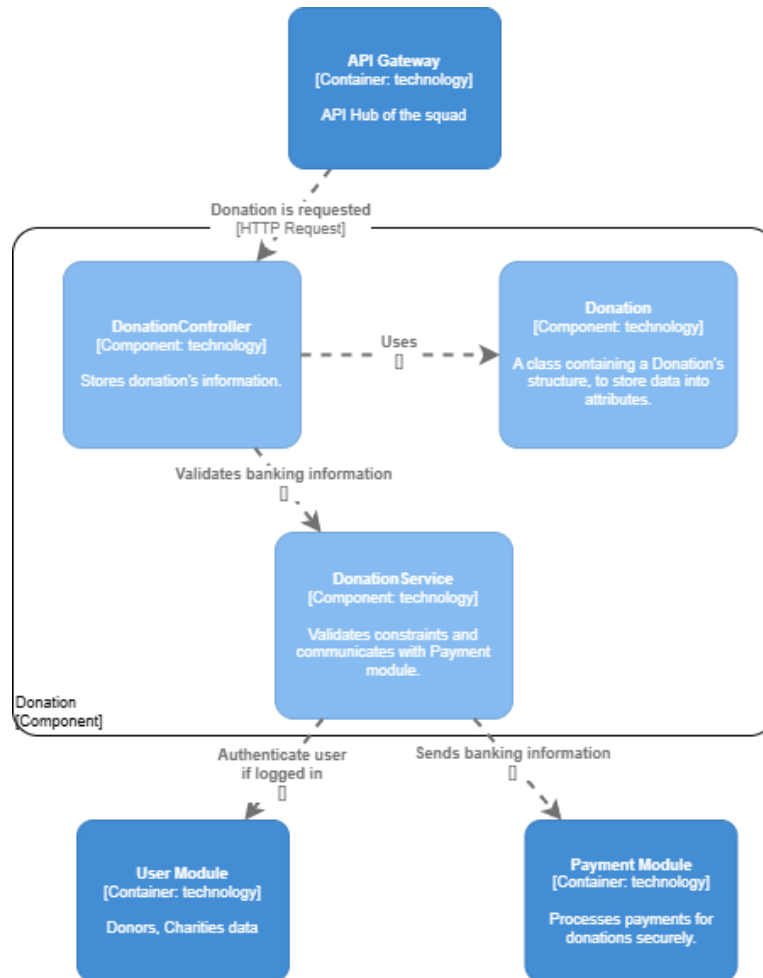 API Gateway
[Container: technology]
API Hub of the squad
Donation is requested
[HTTP Request]
DonationController
[Component: technology]
Stores donation's information.
Uses
[]
Donation
[Component: technology]
A class containing a Donation's
structure, to store data into
attributes.
Validates banking information
[]
DonationService
[Component: technology]
Validates constraints and
communicates with Payment
module.
Donation
[Component]
Authenticate user
if logged in
[]
Sends banking information
[]
User Module
[Container: technology]
Donors, Charities data
Payment Module
[Container: technology]
Processes payments for
donations securely.